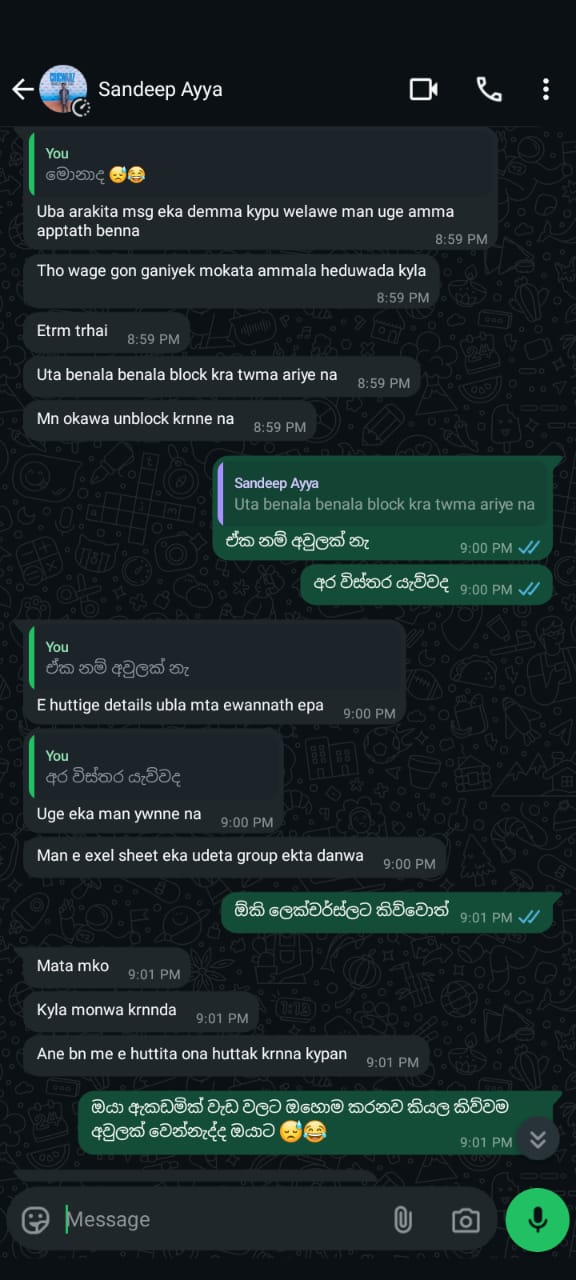 Sandeep Ayya
You
මොනාද 😓😂
Uba arakita msg eka demma kypu welawe man uge amma
apptath benna
8:59 PM
Tho wage gon ganiyek mokata ammala heduwada kyla
8:59 PM
Etrm trhai 8:59 PM
Uta benala benala block kra twma ariye na 8:59 PM
Mn okawa unblock krnne na 8:59 PM
Sandeep Ayya
Uta benala benala block kra twma ariye na
ඒක නම් අවුලක් නැ 9:00 PM
අර විස්තර යැව්වද 9:00 PM
You
ඒක නම් අවුලක් නැ
E huttige details ubla mta ewannath epa 9:00 PM
You
අර විස්තර යැව්වද
Uge eka man ywnne na 9:00 PM
Man e exel sheet eka udeta group ekta danwa 9:00 PM
ඕකි ලෙක්චර්ස්ලට කිව්වොත් 9:01 PM
Mata mko 9:01 PM
Kyla monwa krnnda 9:01 PM
Ane bn me e huttita ona huttak krnna kypan 9:01 PM
ඔයා ඇකඩමික් වැඩ වලට ඔහොම කරනව කියල කිව්වම
අවුලක් වෙන්නැද්ද ඔයාට 😓😂
9:01 PM
Message